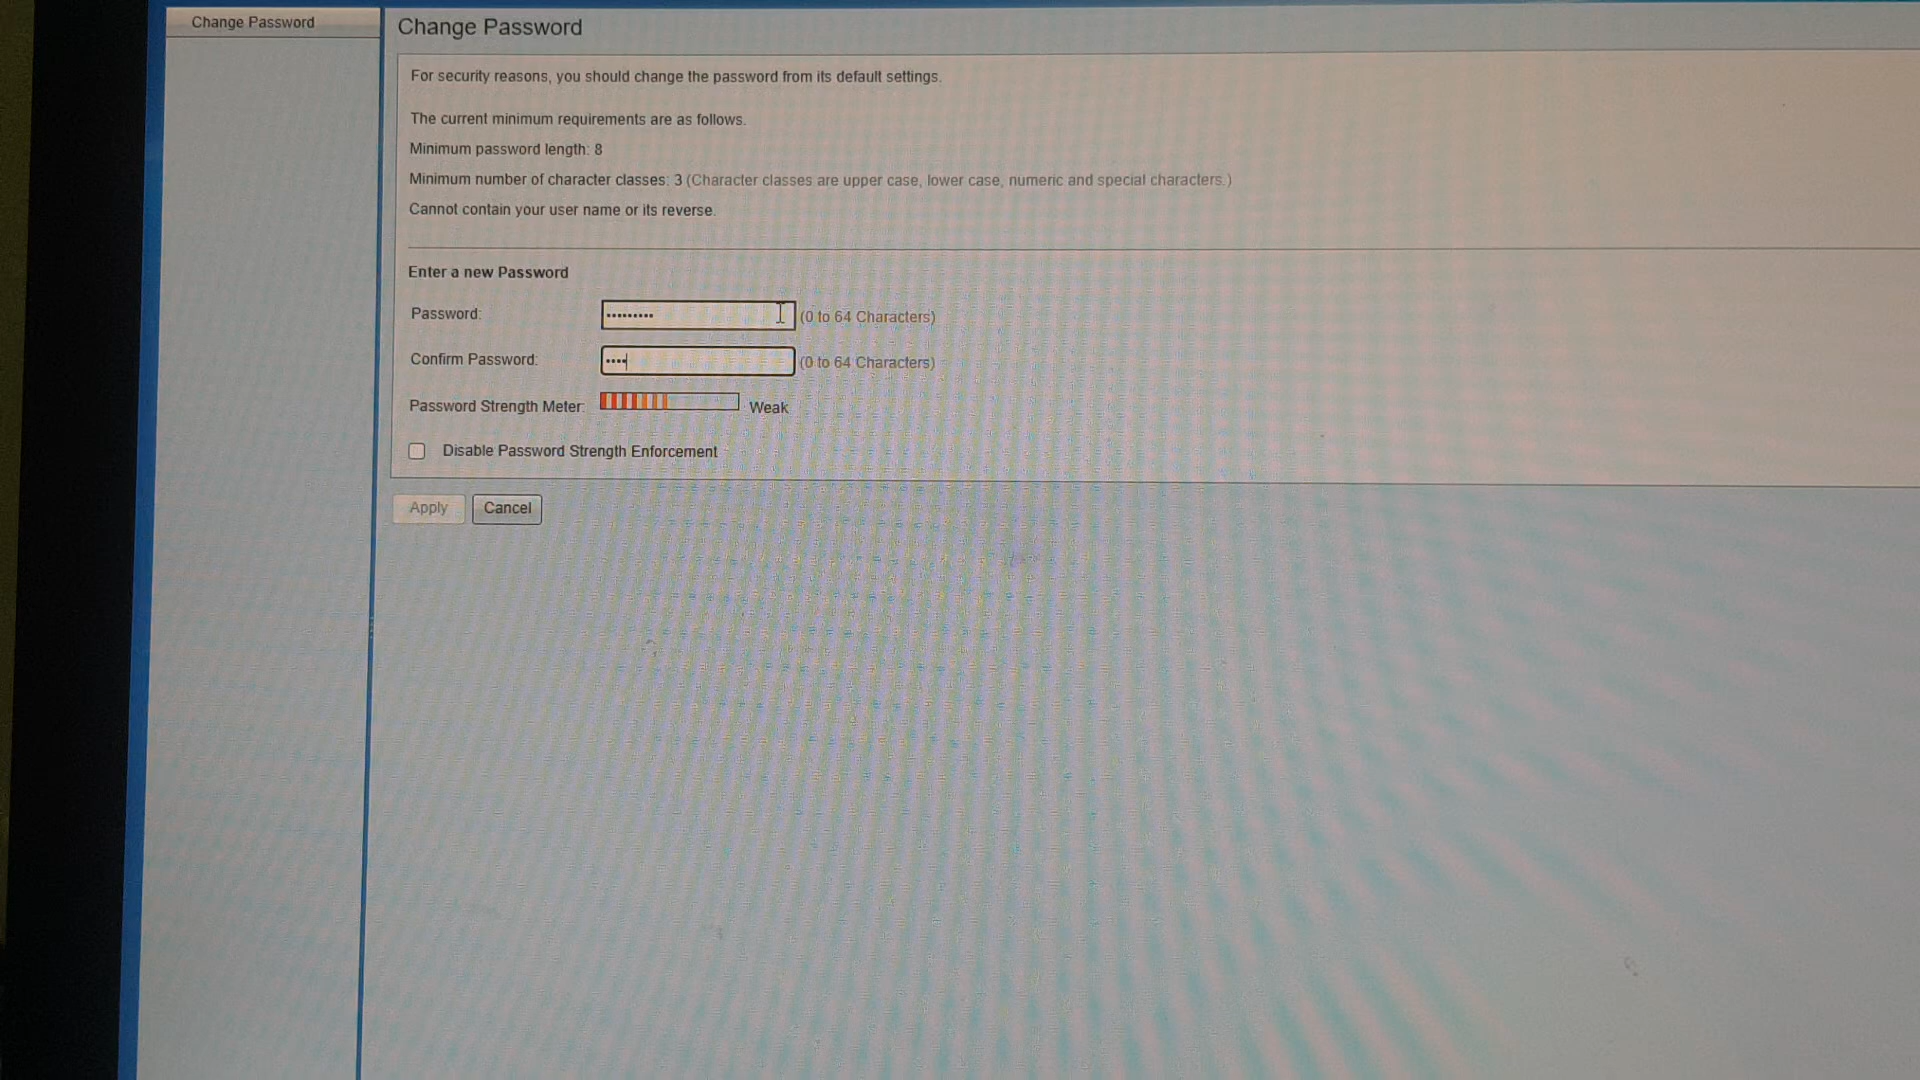 Change Password
Change Password
For security reasons, you should change the password from its default settings.
The current minimum requirements are as follows.
Minimum password length: 8
Minimum number of character classes: 3 (Character classes are upper case, lower case, numeric and special characters.)
Cannot contain your user name or its reverse.
Enter a new Password
Password: ••••••••• (0 to 64 Characters)
Confirm Password: •••• (0 to 64 Characters)
Password Strength Meter: Weak
Disable Password Strength Enforcement
Apply Cancel